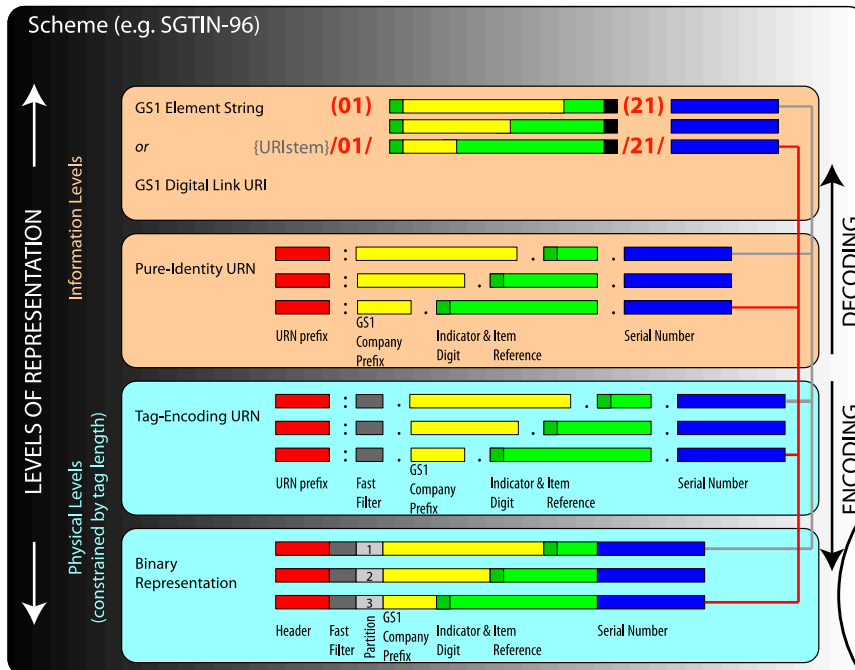 Scheme (e.g. SGTIN-96)
LEVELS OF REPRESENTATION
Information Levels
Physical Levels
(constrained by tag length)
GS1 Element String
(01)
(21)
or
{URIstem}/01/
/21/
GS1 Digital Link URI
Pure-Identity URN
: . .
: . .
: . .
URN prefix
GS1
Company
Prefix
Indicator & Item
Digit Reference
Serial Number
Tag-Encoding URN
: . . .
: . . .
: . . .
URN prefix
Fast
Filter
GS1
Company
Prefix
Indicator & Item
Digit Reference
Serial Number
Binary
Representation
1
2
3
Header
Fast
Filter
Partition
GS1
Company
Prefix
Indicator & Item
Digit Reference
Serial Number
DECODING
ENCODING